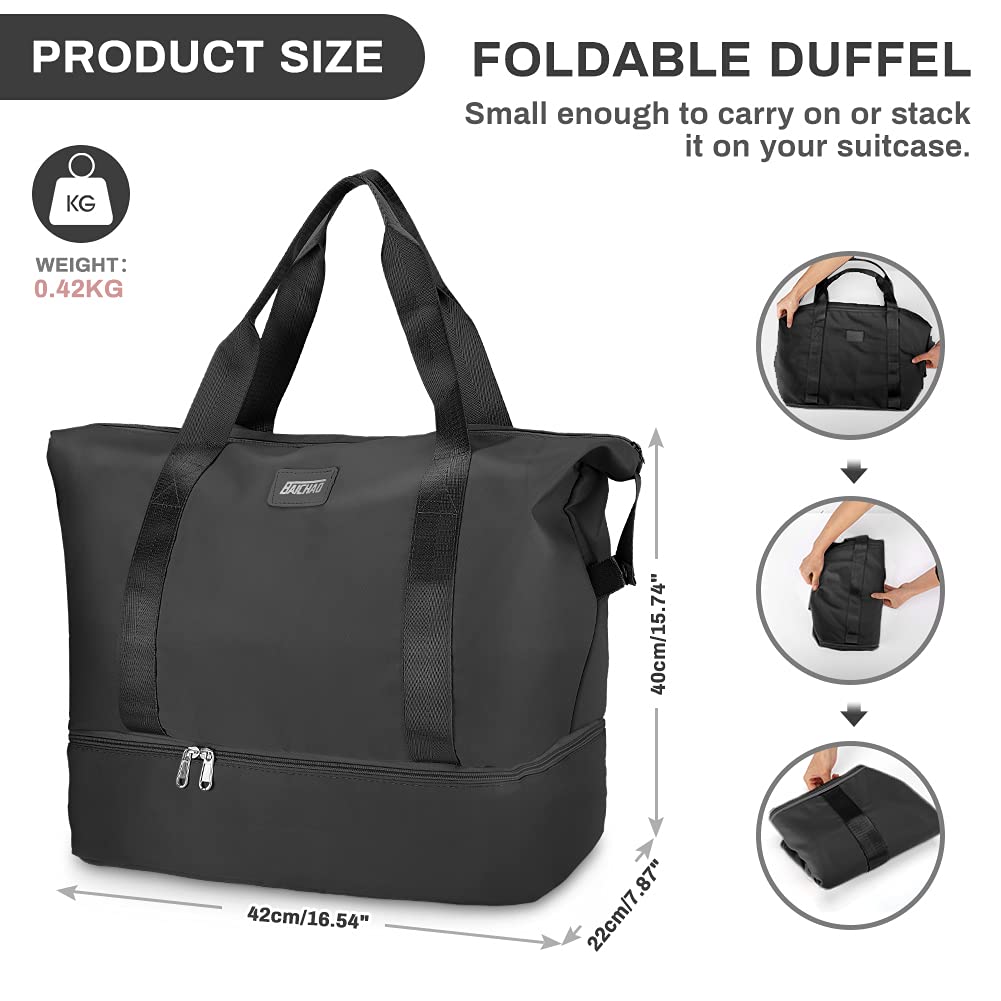 PRODUCT SIZE
FOLDABLE DUFFEL
Small enough to carry on or stack
it on your suitcase.
KG
WEIGHT:
0.42KG
BAICHAO
40cm/15.74"
42cm/16.54"
22cm/7.87"